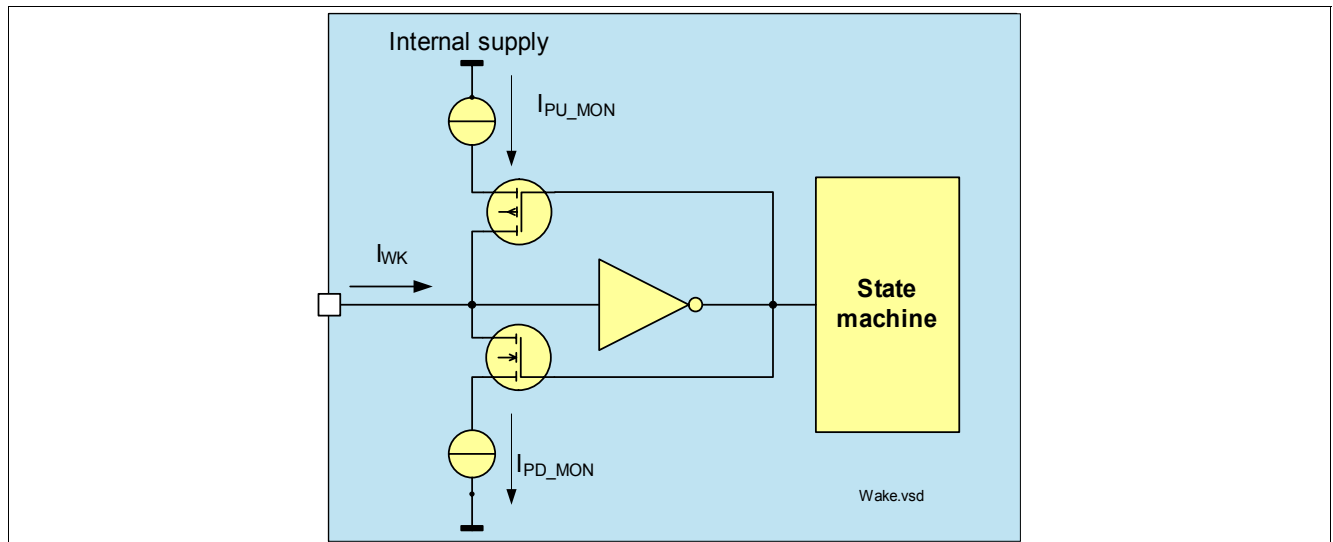 Internal supply
IPU_MON
IWK
State
machine
IPD_MON
Wake.vsd